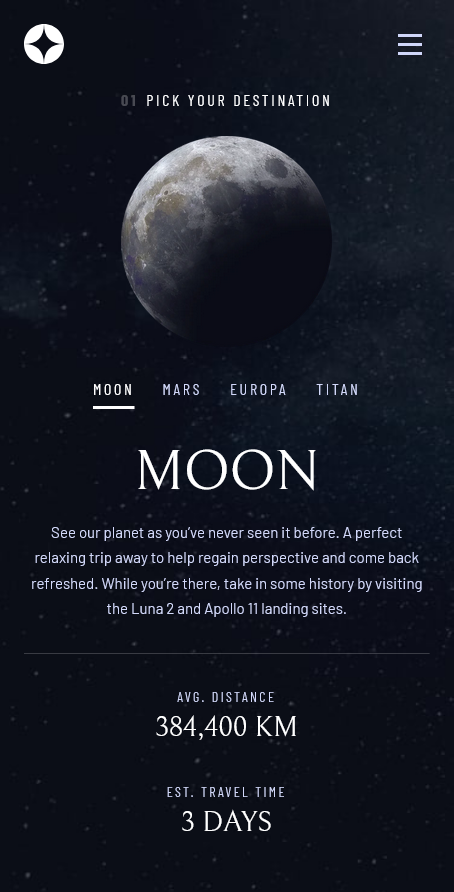 01 PICK YOUR DESTINATION
MOON MARS EUROPA TITAN
MOON
See our planet as you’ve never seen it before. A perfect
relaxing trip away to help regain perspective and come back
refreshed. While you’re there, take in some history by visiting
the Luna 2 and Apollo 11 landing sites.
AVG. DISTANCE
384,400 KM
EST. TRAVEL TIME
3 DAYS